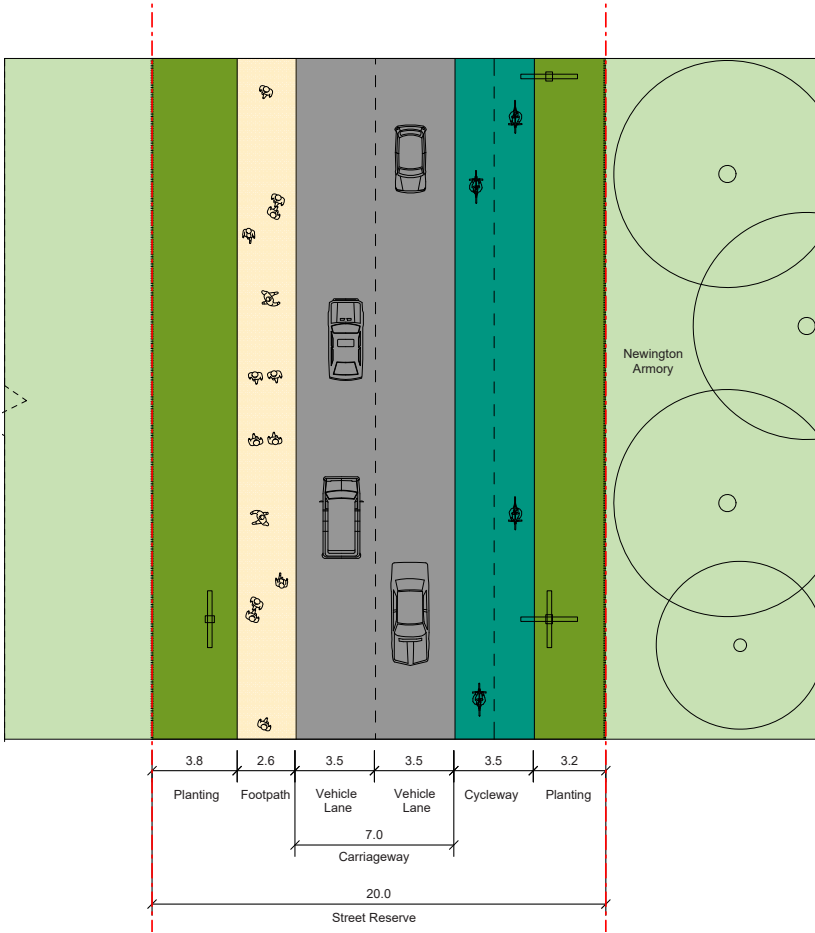 Newington
Armory
3.8 2.6 3.5 3.5 3.5 3.2
Planting Footpath Vehicle Lane Vehicle Lane Cycleway Planting
7.0
Carriageway
20.0
Street Reserve